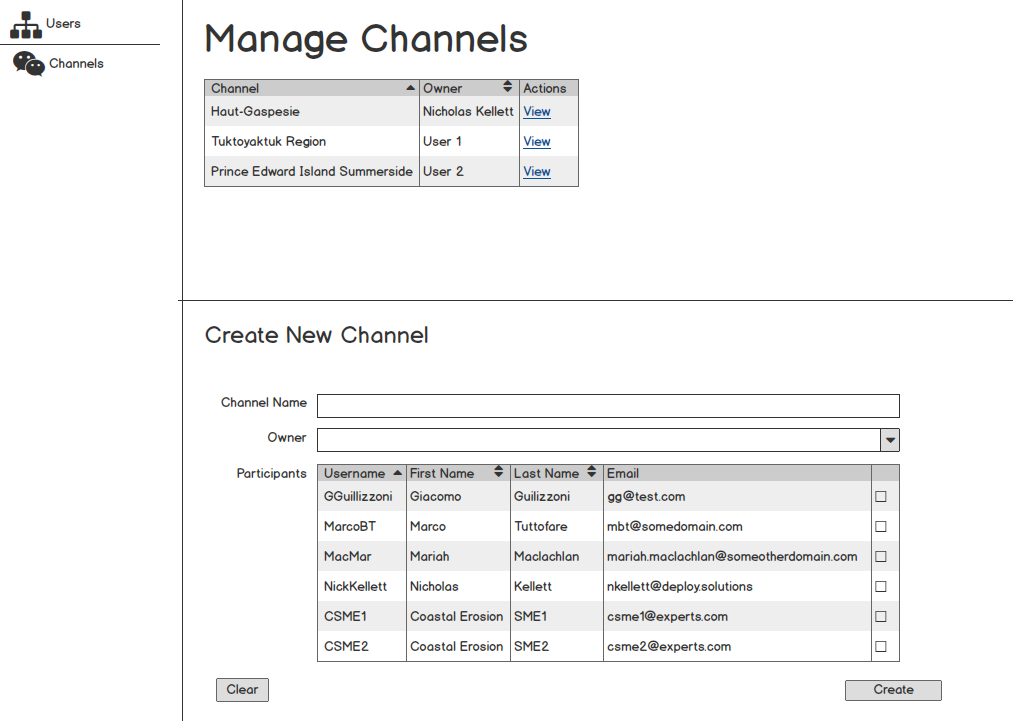 Users
Channels
Manage Channels
Channel Owner Actions
Haut-Gaspesie Nicholas Kellett View
Tuktoyaktuk Region User 1 View
Prince Edward Island Summerside User 2 View
Create New Channel
Channel Name
Owner
Participants Username First Name Last Name Email
GGuillizzoni Giacomo Guilizzoni gg@test.com
MarcoBT Marco Tuttofare mbt@somedomain.com
MacMar Mariah Maclachlan mariah.maclachlan@someotherdomain.com
NickKellett Nicholas Kellett nkellett@deploy.solutions
CSME1 Coastal Erosion SME1 csme1@experts.com
CSME2 Coastal Erosion SME2 csme2@experts.com
Clear Create